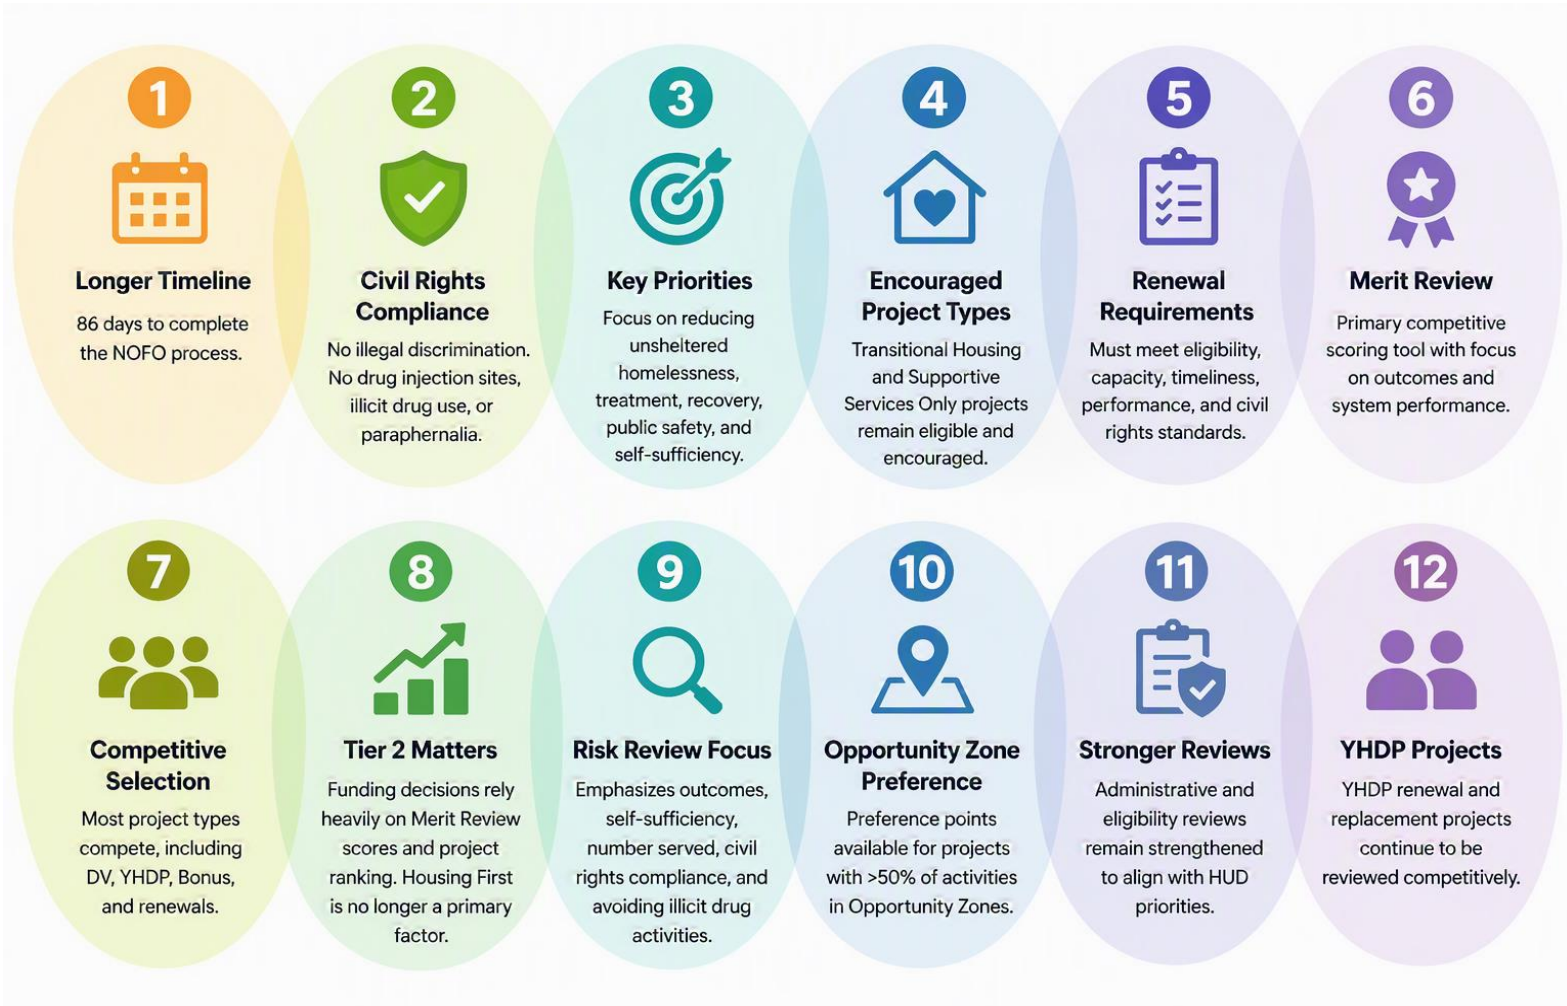 1
Longer Timeline
86 days to complete
the NOFO process.
2
Civil Rights
Compliance
No illegal discrimination.
No drug injection sites,
illicit drug use, or
paraphernalia.
3
Key Priorities
Focus on reducing
unsheltered
homelessness,
treatment, recovery,
public safety, and
self-sufficiency.
4
Encouraged
Project Types
Transitional Housing
and Supportive
Services Only projects
remain eligible and
encouraged.
5
Renewal
Requirements
Must meet eligibility,
capacity, timeliness,
performance, and civil
rights standards.
6
Merit Review
Primary competitive
scoring tool with focus
on outcomes and
system performance.
7
Competitive
Selection
Most project types
compete, including
DV, YHDP, Bonus,
and renewals.
8
Tier 2 Matters
Funding decisions rely
heavily on Merit Review
scores and project
ranking. Housing First
is no longer a primary
factor.
9
Risk Review Focus
Emphasizes outcomes,
self-sufficiency,
number served, civil
rights compliance, and
avoiding illicit drug
activities.
10
Opportunity Zone
Preference
Preference points
available for projects
with >50% of activities
in Opportunity Zones.
11
Stronger Reviews
Administrative and
eligibility reviews
remain strengthened
to align with HUD
priorities.
12
YHDP Projects
YHDP renewal and
replacement projects
continue to be
reviewed competitively.